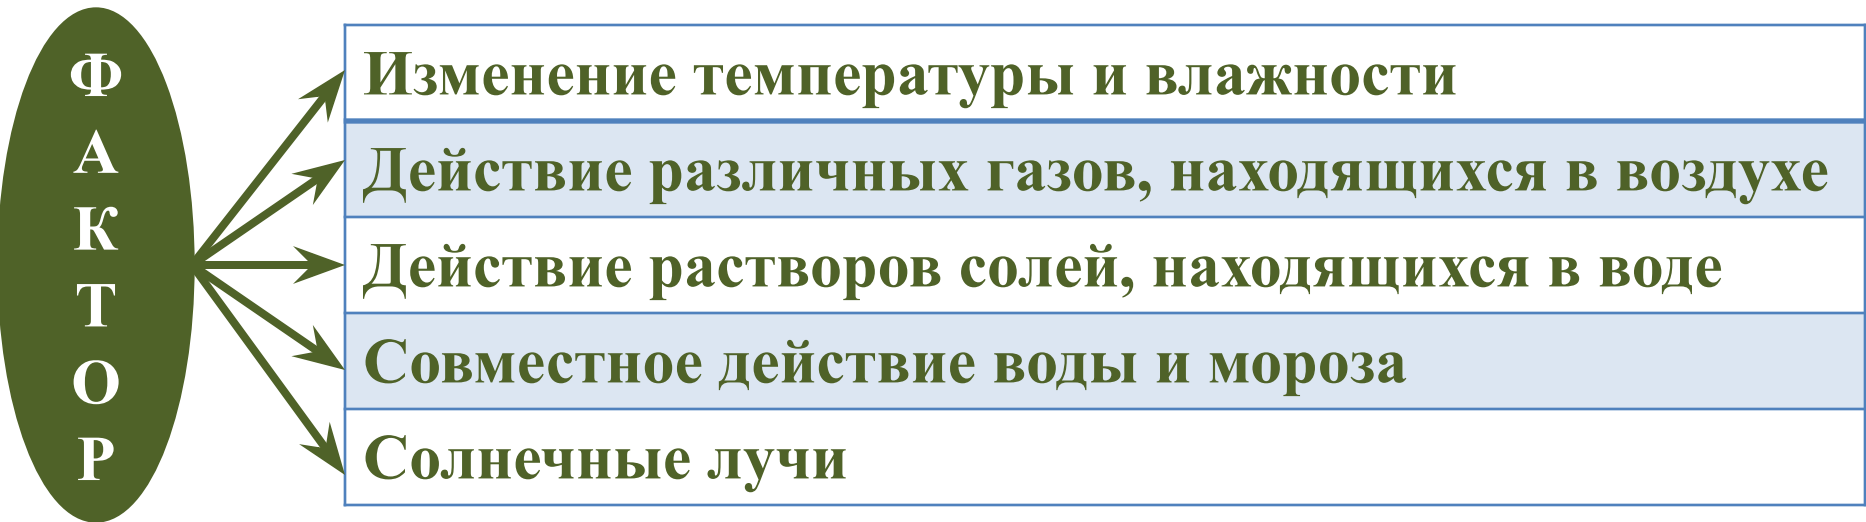 ФАКТОР
Изменение температуры и влажности
Действие различных газов, находящихся в воздухе
Действие растворов солей, находящихся в воде
Совместное действие воды и мороза
Солнечные лучи